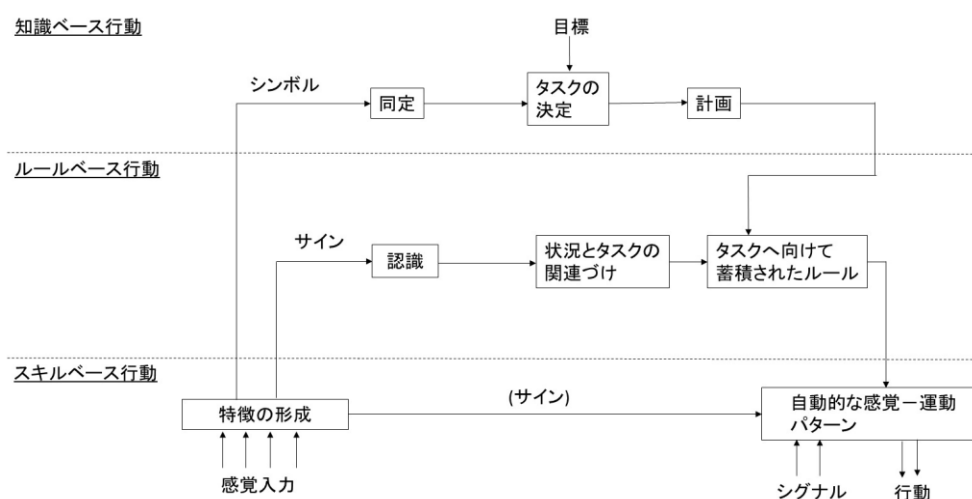 知識ベース行動
目標
シンボル
同定
タスクの
決定
計画
ルールベース行動
サイン
認識
状況とタスクの
関連づけ
タスクへ向けて
蓄積されたルール
スキルベース行動
特徴の形成
(サイン)
自動的な感覚－運動
パターン
感覚入力
シグナル
行動